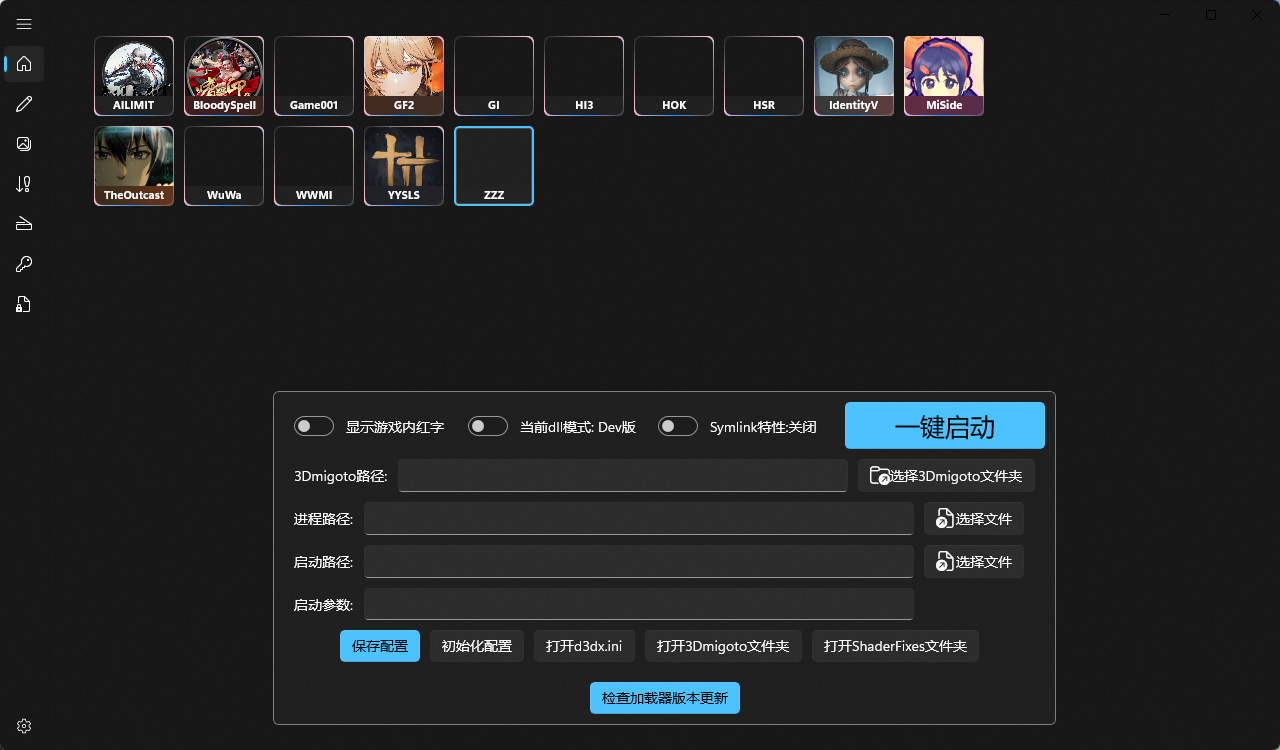 AILIMIT BloodySpell Game001 GF2 GI HI3 HOK HSR IdentityV MiSide
TheOutcast WuWa WWMI YYSLS ZZZ
显示游戏内红字 当前dll模式: Dev版 Symlink特性:关闭 一键启动
3Dmigoto路径: 选择3Dmigoto文件夹
进程路径: 选择文件
启动路径: 选择文件
启动参数:
保存配置 初始化配置 打开d3dx.ini 打开3Dmigoto文件夹 打开ShaderFixes文件夹
检查加载器版本更新